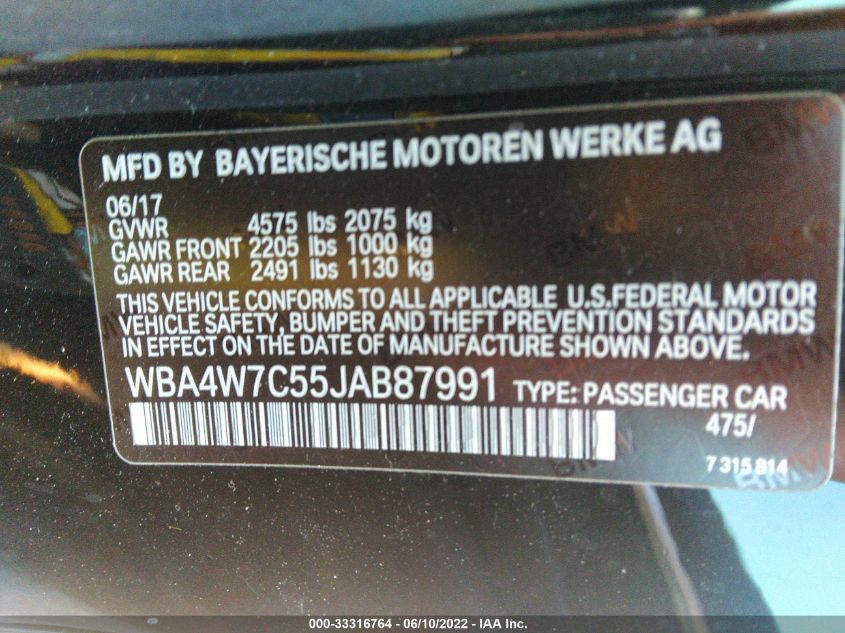 MFD BY BAYERISCHE MOTOREN WERKE AG
06/17
GVWR 4575 lbs 2075 kg
GAWR FRONT 2205 lbs 1000 kg
GAWR REAR 2491 lbs 1130 kg
THIS VEHICLE CONFORMS TO ALL APPLICABLE U.S.FEDERAL MOTOR
VEHICLE SAFETY, BUMPER AND THEFT PREVENTION STANDARDS
IN EFFECT ON THE DATE OF MANUFACTURE SHOWN ABOVE.
WBA4W7C55JAB87991 TYPE: PASSENGER CAR
475/
7 315 814
000-33316764 - 06/10/2022 - IAA Inc.